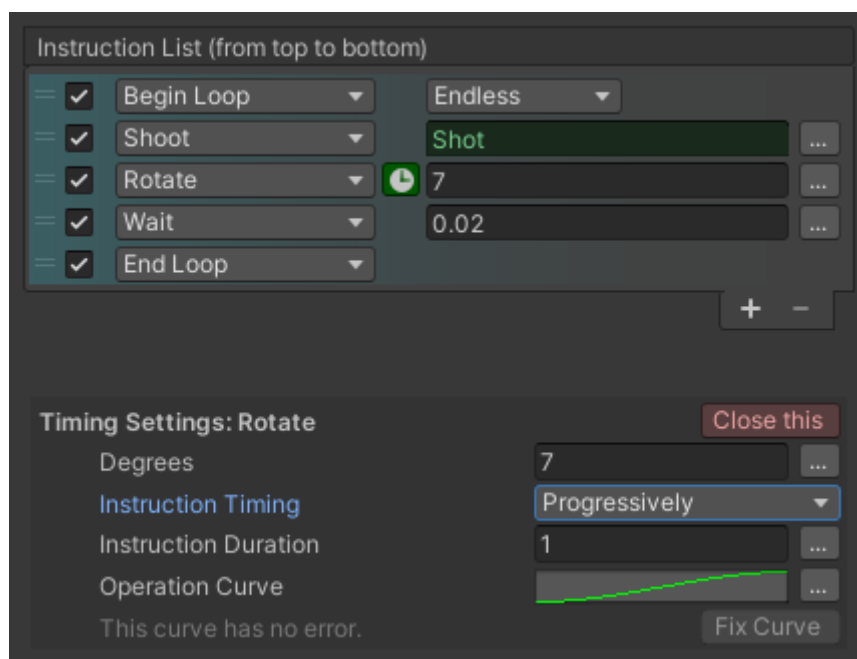 Instruction List (from top to bottom)
Begin Loop Endless
Shoot Shot ...
Rotate 7 ...
Wait 0.02 ...
End Loop
+ −
Timing Settings: Rotate Close this
Degrees 7 ...
Instruction Timing Progressively
Instruction Duration 1 ...
Operation Curve ...
This curve has no error. Fix Curve